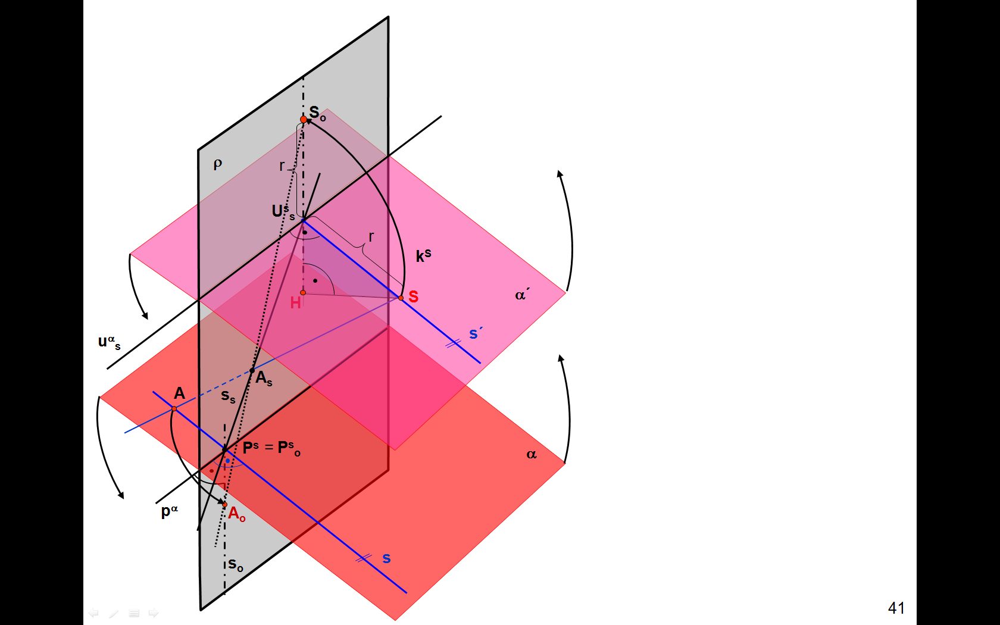 Sₒ
ρ
r
Uˢₛ
r
kˢ
α´
H
S
s´
uᵅₛ
Aₛ
A
sₛ
Pˢ = Pˢₒ
α
pᵅ
Aₒ
s
sₒ
41